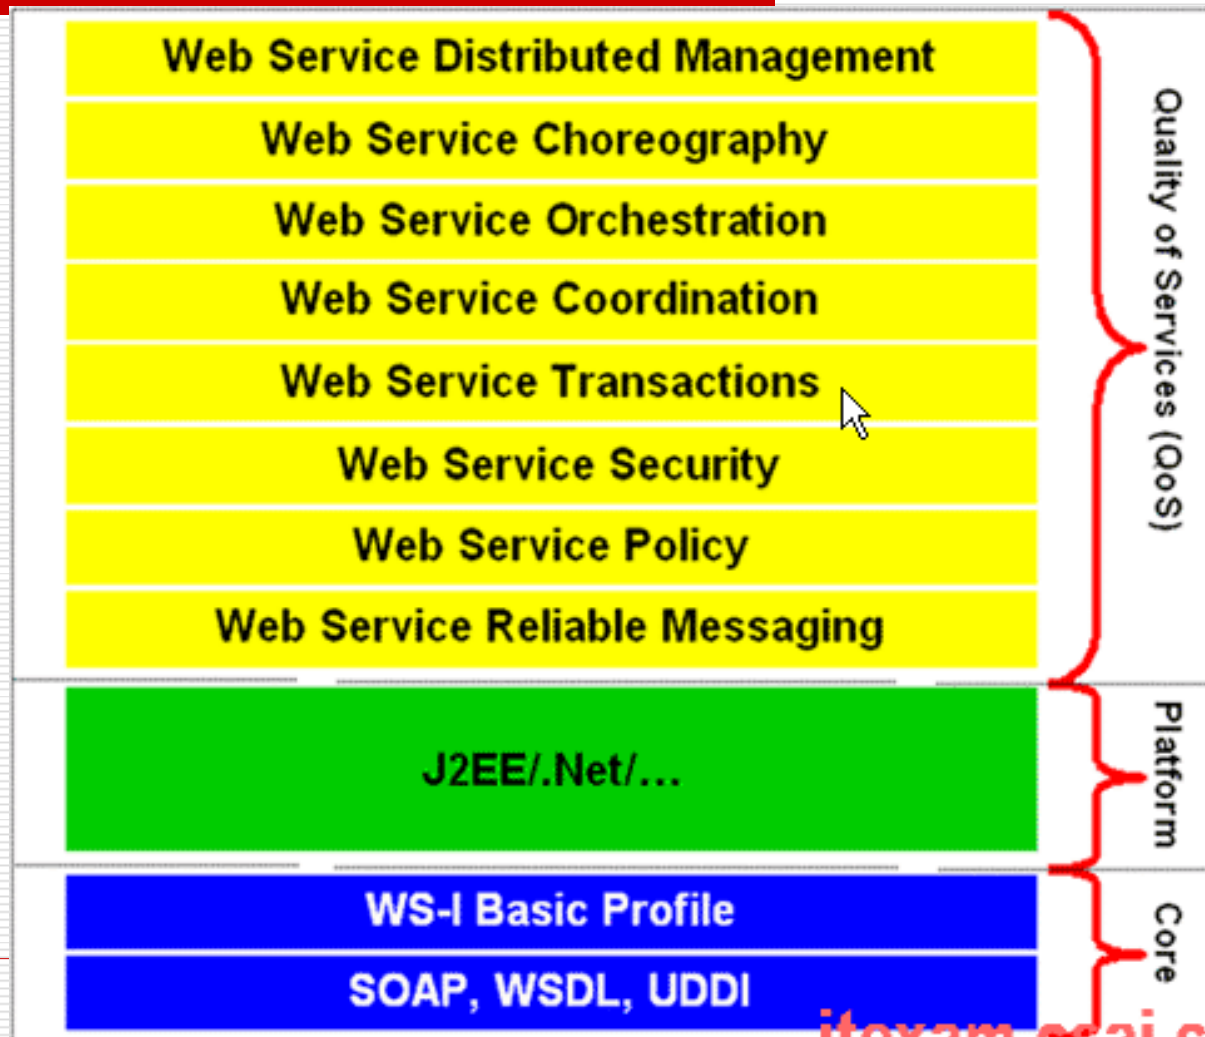 Web Service Distributed Management
Web Service Choreography
Web Service Orchestration
Web Service Coordination
Web Service Transactions
Web Service Security
Web Service Policy
Web Service Reliable Messaging
Quality of Services (QoS)
J2EE/.Net/...
Platform
WS-I Basic Profile
SOAP, WSDL, UDDI
Core